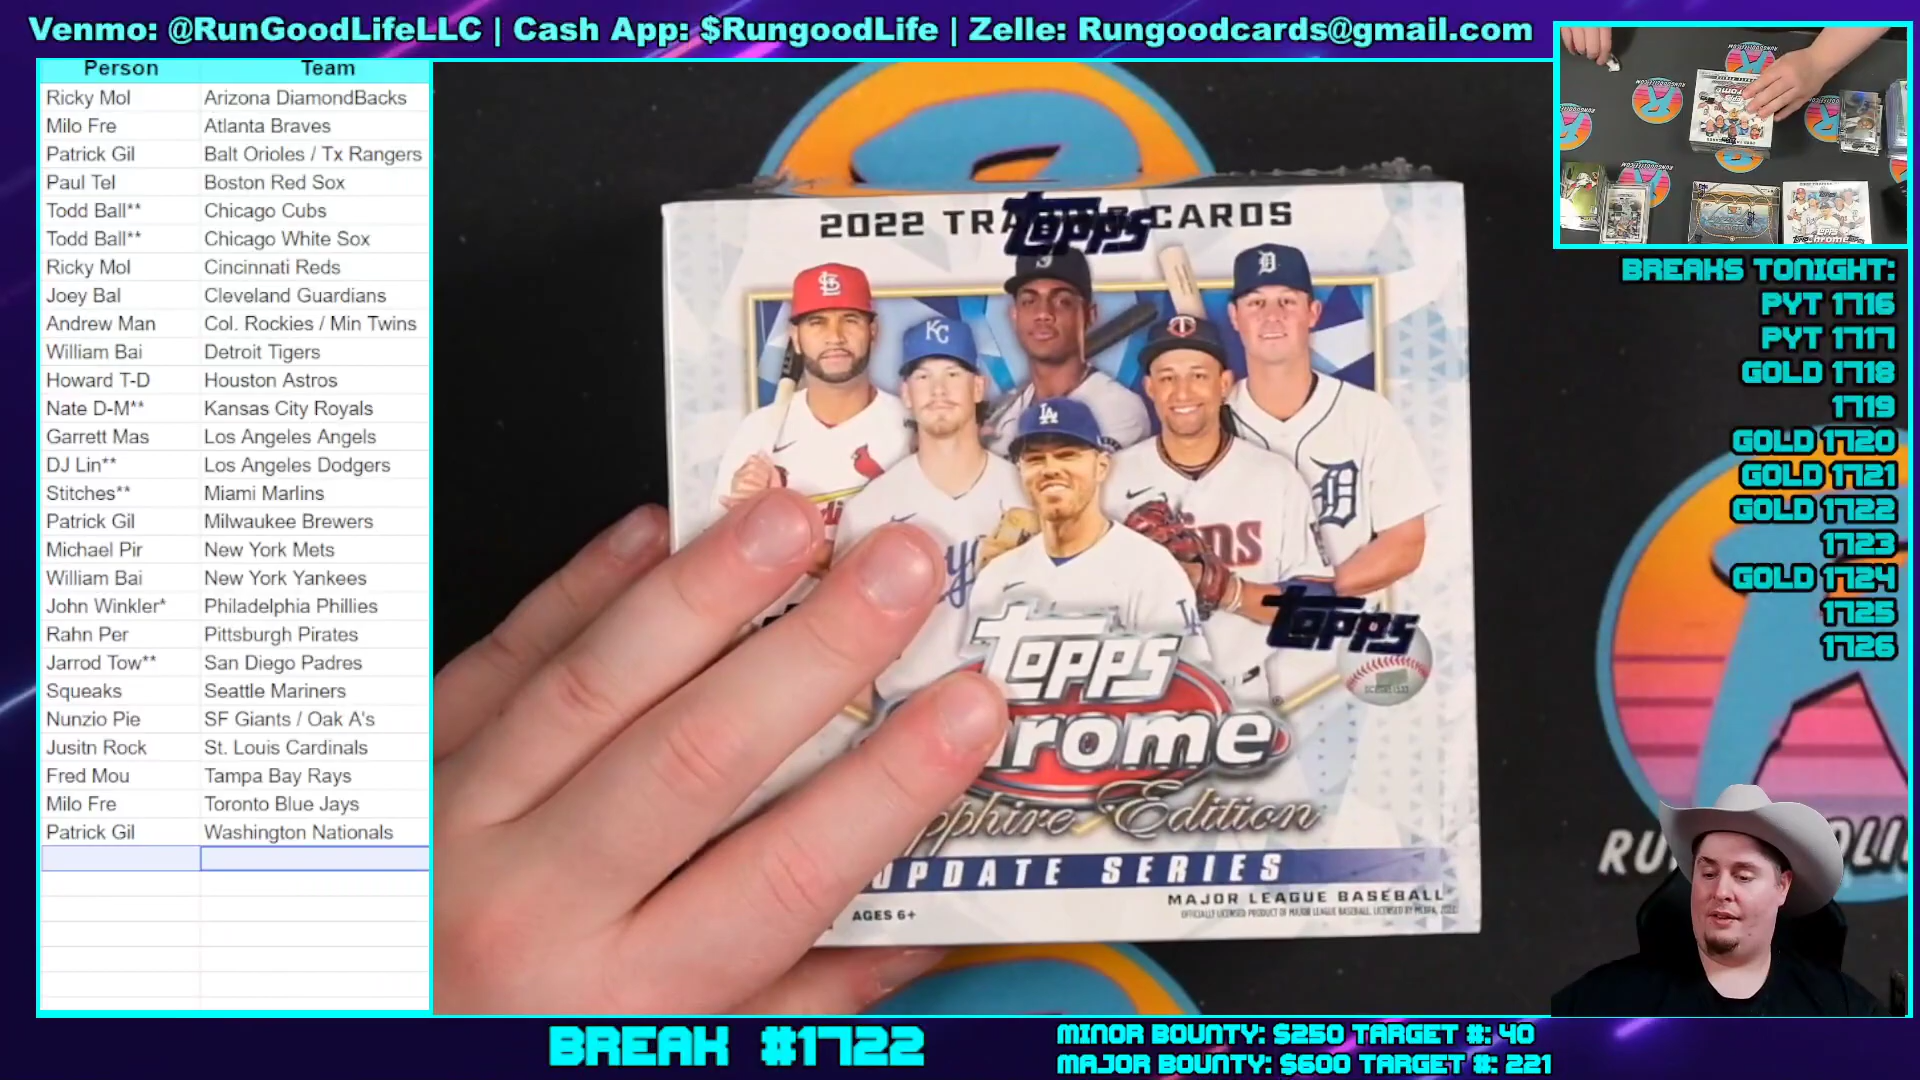 Venmo: @RunGoodLifeLLC | Cash App: $RungoodLife | Zelle: Rungoodcards@gmail.com
Person Team
Ricky Mol Arizona DiamondBacks
Milo Fre Atlanta Braves
Patrick Gil Balt Orioles / Tx Rangers
Paul Tel Boston Red Sox
Todd Ball** Chicago Cubs
Todd Ball** Chicago White Sox
Ricky Mol Cincinnati Reds
Joey Bal Cleveland Guardians
Andrew Man Col. Rockies / Min Twins
William Bai Detroit Tigers
Howard T-D Houston Astros
Nate D-M** Kansas City Royals
Garrett Mas Los Angeles Angels
DJ Lin** Los Angeles Dodgers
Stitches** Miami Marlins
Patrick Gil Milwaukee Brewers
Michael Pir New York Mets
William Bai New York Yankees
John Winkler* Philadelphia Phillies
Rahn Per Pittsburgh Pirates
Jarrod Tow** San Diego Padres
Squeaks Seattle Mariners
Nunzio Pie SF Giants / Oak A's
Jusitn Rock St. Louis Cardinals
Fred Mou Tampa Bay Rays
Milo Fre Toronto Blue Jays
Patrick Gil Washington Nationals
2022 TRADING CARDS
Topps
KC
LA
Topps
Topps
Chrome
Sapphire Edition
UPDATE SERIES
MAJOR LEAGUE BASEBALL
AGES 6+
BREAKS TONIGHT:
PYT 1716
PYT 1717
GOLD 1718
1719
GOLD 1720
GOLD 1721
GOLD 1722
1723
GOLD 1724
1725
1726
BREAK #1722
MINOR BOUNTY: $250 TARGET #: 40
MAJOR BOUNTY: $600 TARGET #: 221